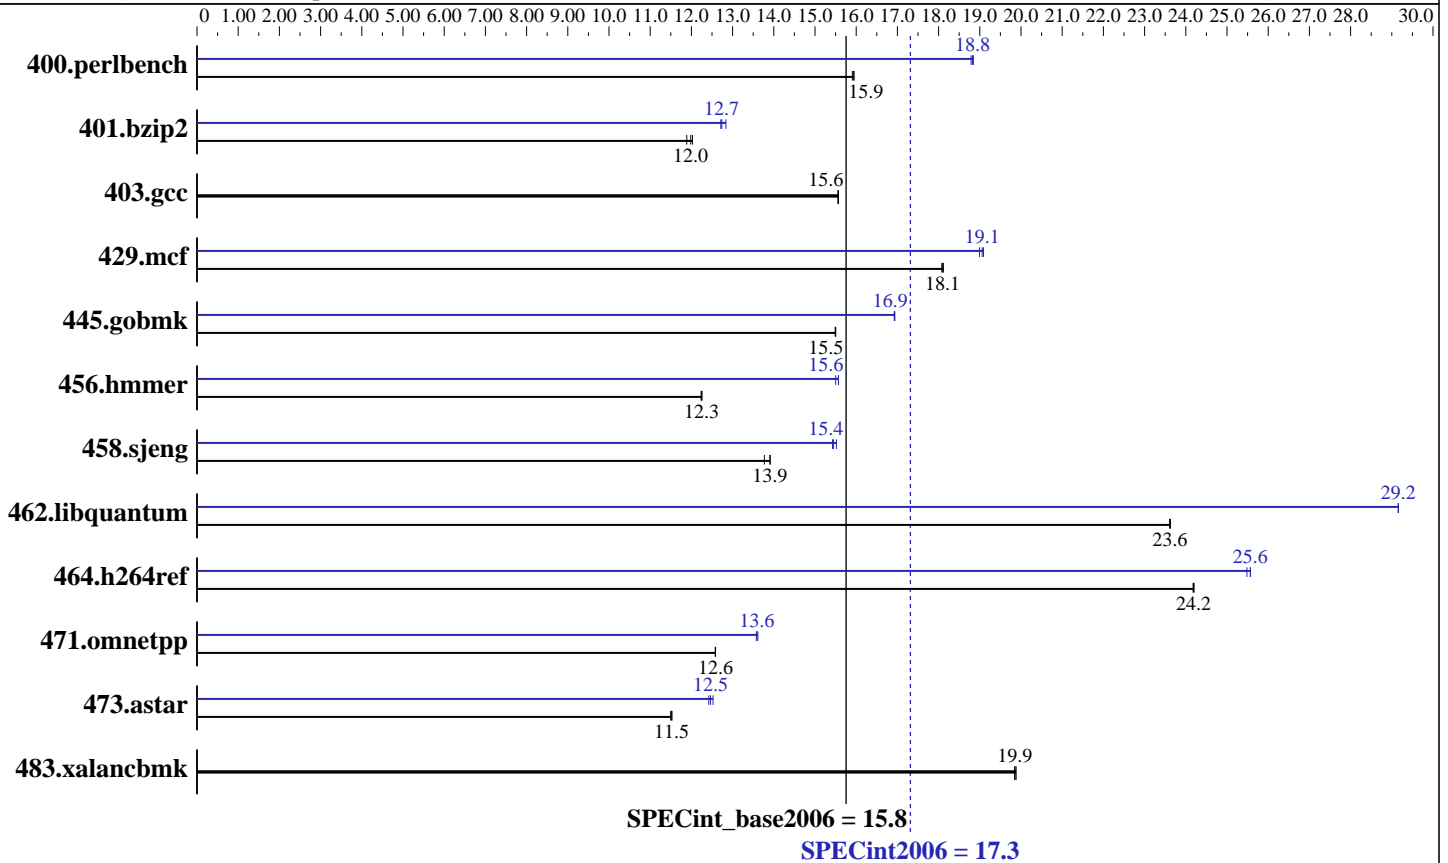 0 1.00 2.00 3.00 4.00 5.00 6.00 7.00 8.00 9.00 10.0 11.0 12.0 13.0 14.0 15.0 16.0 17.0 18.0 19.0 20.0 21.0 22.0 23.0 24.0 25.0 26.0 27.0 28.0 30.0
18.8
400.perlbench
15.9
12.7
401.bzip2
12.0
15.6
403.gcc
19.1
429.mcf
18.1
16.9
445.gobmk
15.5
15.6
456.hmmer
12.3
15.4
458.sjeng
13.9
29.2
462.libquantum
23.6
25.6
464.h264ref
24.2
13.6
471.omnetpp
12.6
12.5
473.astar
11.5
19.9
483.xalancbmk
SPECint_base2006 = 15.8
SPECint2006 = 17.3